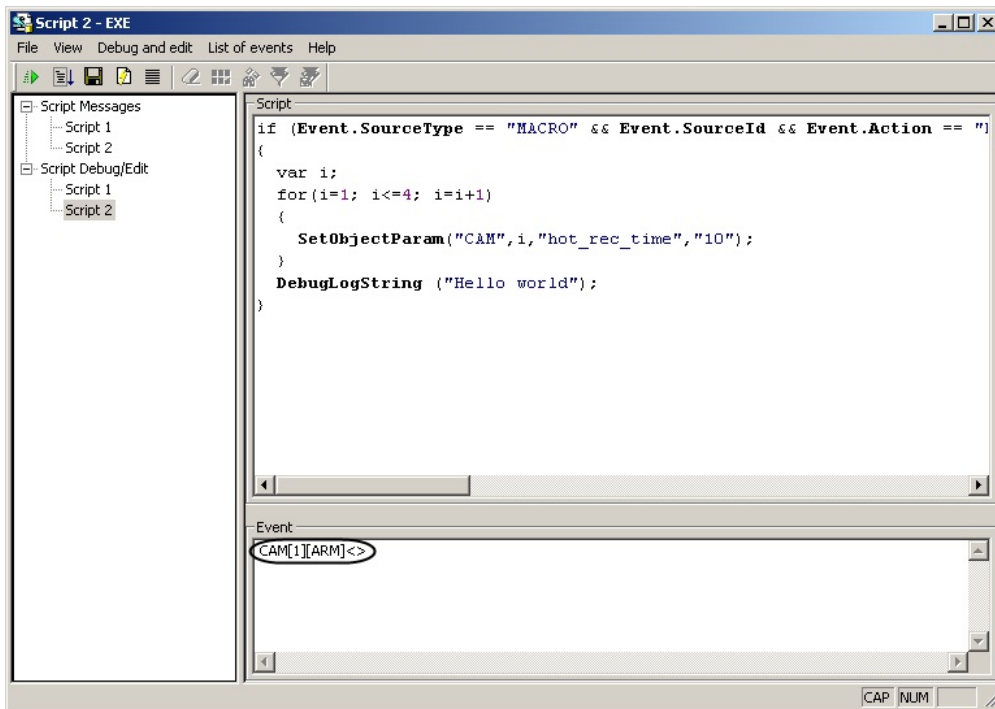 Script 2 - EXE
File View Debug and edit List of events Help
Script Messages
Script 1
Script 2
Script Debug/Edit
Script 1
Script 2
Script
if (Event.SourceType == "MACRO" && Event.SourceId && Event.Action == "
{
var i;
for(i=1; i<=4; i=i+1)
{
SetObjectParam("CAM",i,"hot_rec_time","10");
}
DebugLogString ("Hello world");
}
Event
CAM[1][ARM]<>
CAP NUM